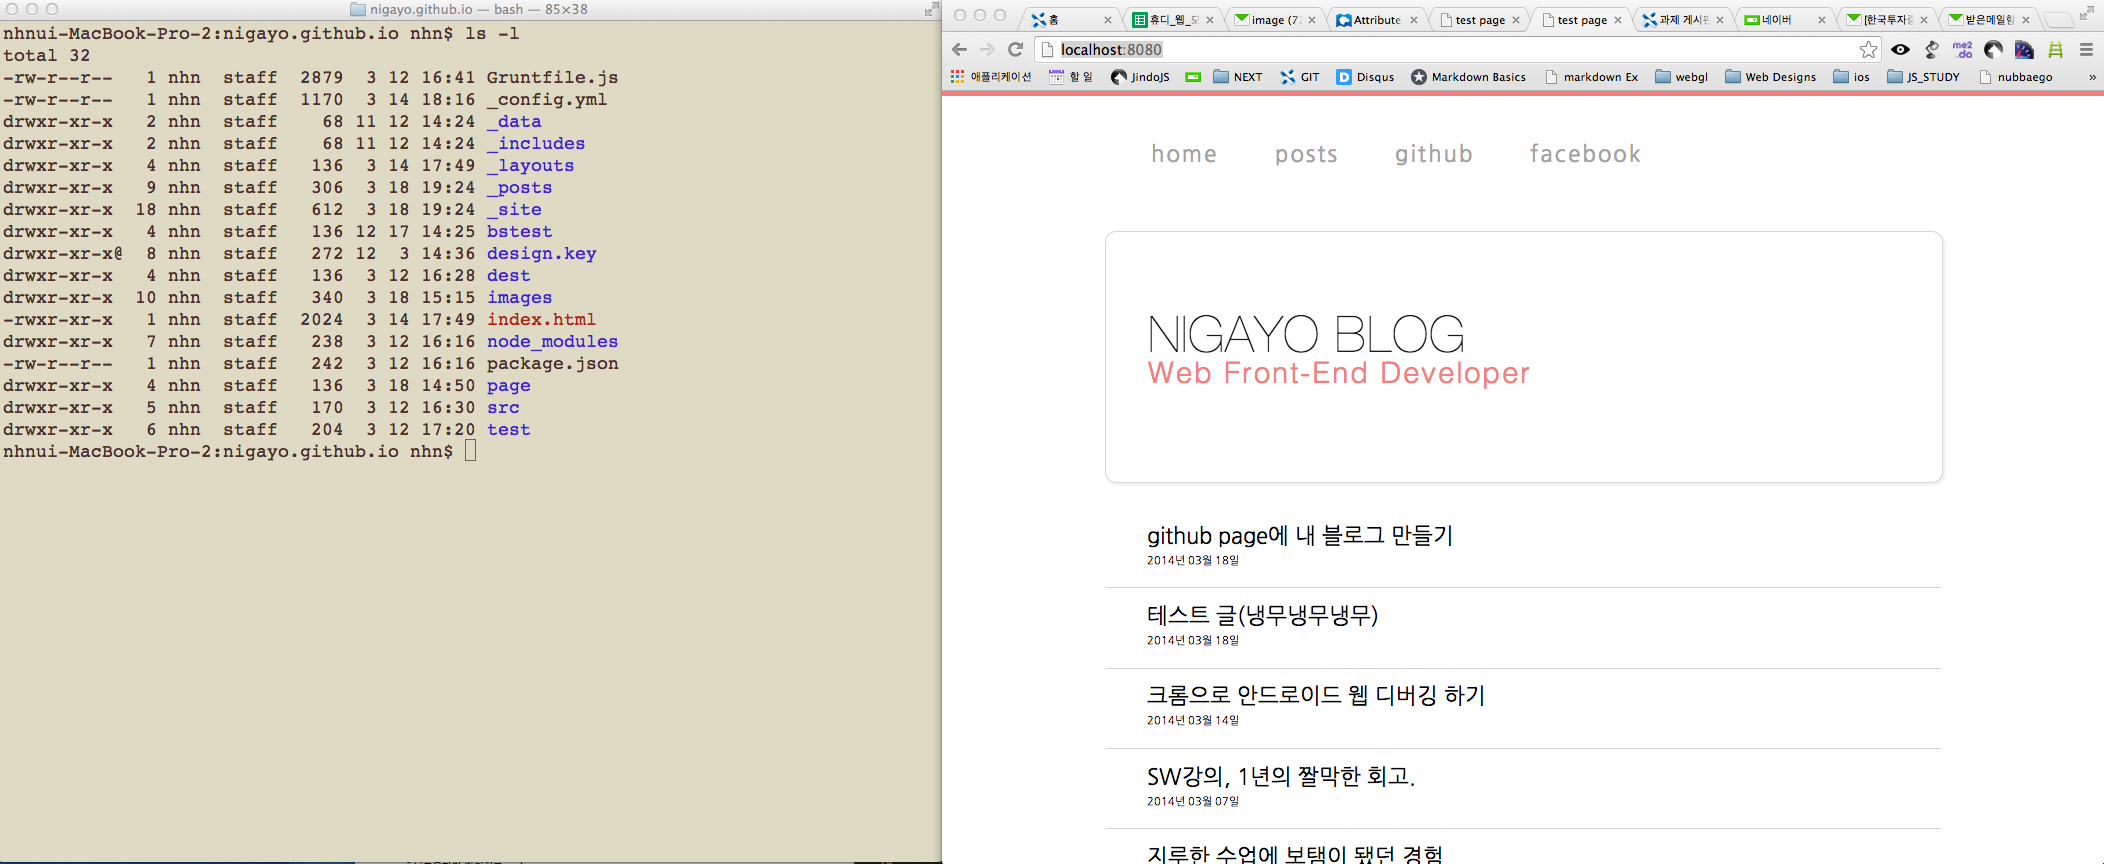 nigayo.github.io — bash — 85×38
nhnui-MacBook-Pro-2:nigayo.github.io nhn$ ls -l
total 32
-rw-r--r-- 1 nhn staff 2879 3 12 16:41 Gruntfile.js
-rw-r--r-- 1 nhn staff 1170 3 14 18:16 _config.yml
drwxr-xr-x 2 nhn staff 68 11 12 14:24 _data
drwxr-xr-x 2 nhn staff 68 11 12 14:24 _includes
drwxr-xr-x 4 nhn staff 136 3 14 17:49 _layouts
drwxr-xr-x 9 nhn staff 306 3 18 19:24 _posts
drwxr-xr-x 18 nhn staff 612 3 18 19:24 _site
drwxr-xr-x 4 nhn staff 136 12 17 14:25 bstest
drwxr-xr-x@ 8 nhn staff 272 12 3 14:36 design.key
drwxr-xr-x 4 nhn staff 136 3 12 16:28 dest
drwxr-xr-x 10 nhn staff 340 3 18 15:15 images
-rwxr-xr-x 1 nhn staff 2024 3 14 17:49 index.html
drwxr-xr-x 7 nhn staff 238 3 12 16:16 node_modules
-rw-r--r-- 1 nhn staff 242 3 12 16:16 package.json
drwxr-xr-x 4 nhn staff 136 3 18 14:50 page
drwxr-xr-x 5 nhn staff 170 3 12 16:30 src
drwxr-xr-x 6 nhn staff 204 3 12 17:20 test
nhnui-MacBook-Pro-2:nigayo.github.io nhn$
홈 휴디_웹_모 image (72 Attribute test page test page 과제 게시판 네이버 [한국투자증 받은메일함
localhost:8080 me2.do
애플리케이션 할 일 JindoJS NEXT GIT Disqus Markdown Basics markdown Ex webgl Web Designs ios JS_STUDY nubbaego »
home posts github facebook
NIGAYO BLOG
Web Front-End Developer
github page에 내 블로그 만들기
2014년 03월 18일
테스트 글(냉무냉무냉무)
2014년 03월 18일
크롬으로 안드로이드 웹 디버깅 하기
2014년 03월 14일
SW강의, 1년의 짤막한 회고.
2014년 03월 07일
지루한 수업에 보탬이 됐던 경험